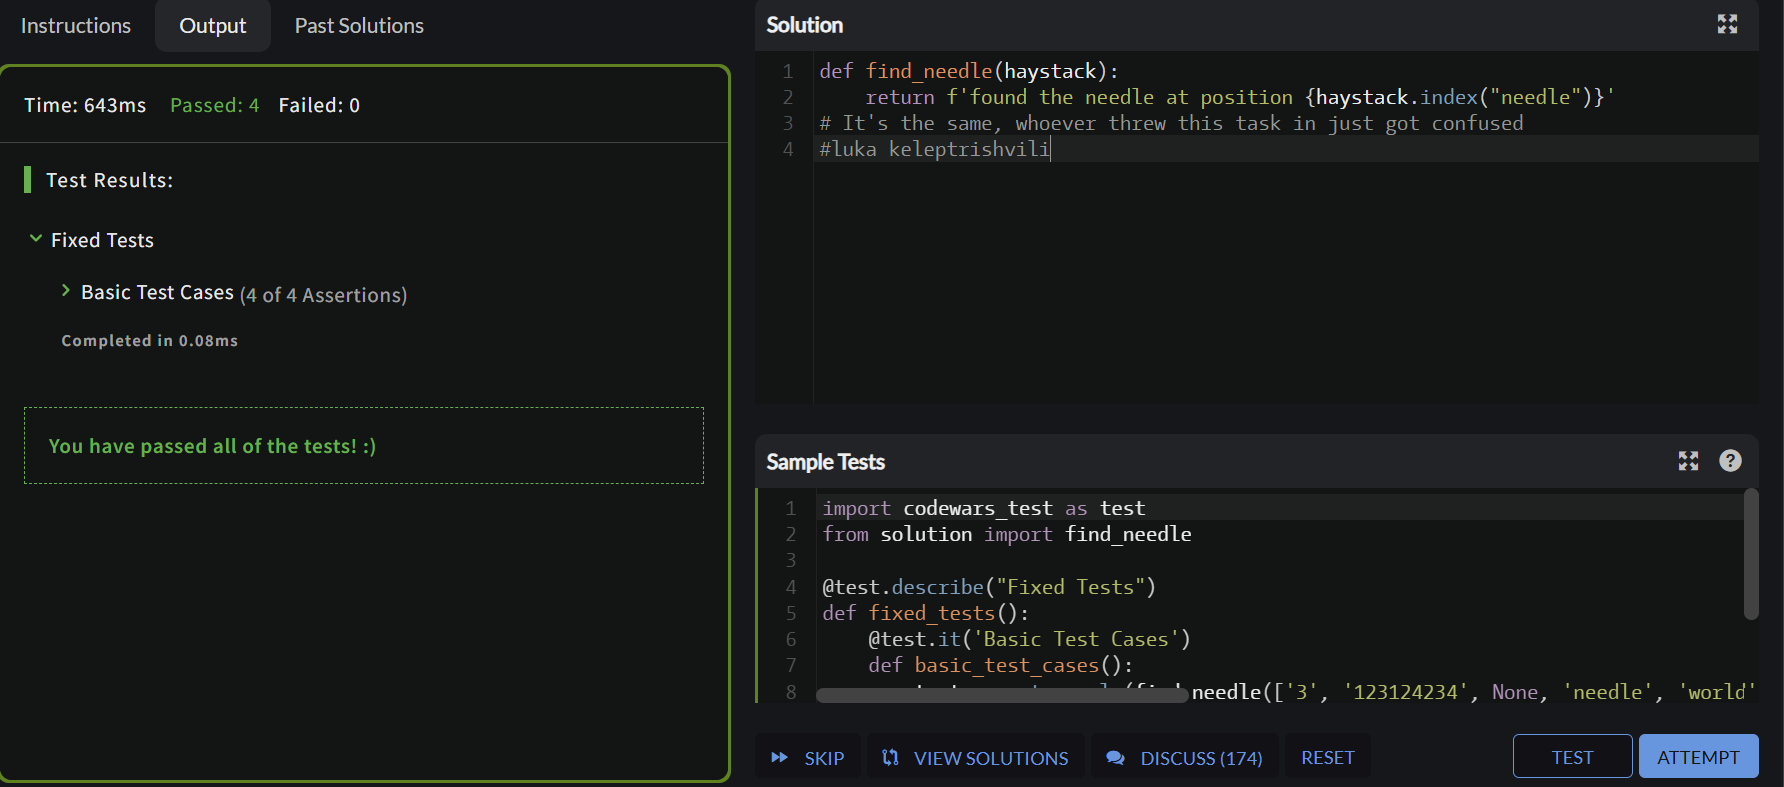 Instructions
Output
Past Solutions
Time: 643ms Passed: 4 Failed: 0
Test Results:
Fixed Tests
Basic Test Cases (4 of 4 Assertions)
Completed in 0.08ms
You have passed all of the tests! :)
Solution
1 def find_needle(haystack):
2     return f'found the needle at position {haystack.index("needle")}'
3 # It's the same, whoever threw this task in just got confused
4 #luka keleptrishvili
Sample Tests
?
1 import codewars_test as test
2 from solution import find_needle
3
4 @test.describe("Fixed Tests")
5 def fixed_tests():
6     @test.it('Basic Test Cases')
7     def basic_test_cases():
8 needle(['3', '123124234', None, 'needle', 'world'
SKIP
VIEW SOLUTIONS
DISCUSS (174)
RESET
TEST
ATTEMPT